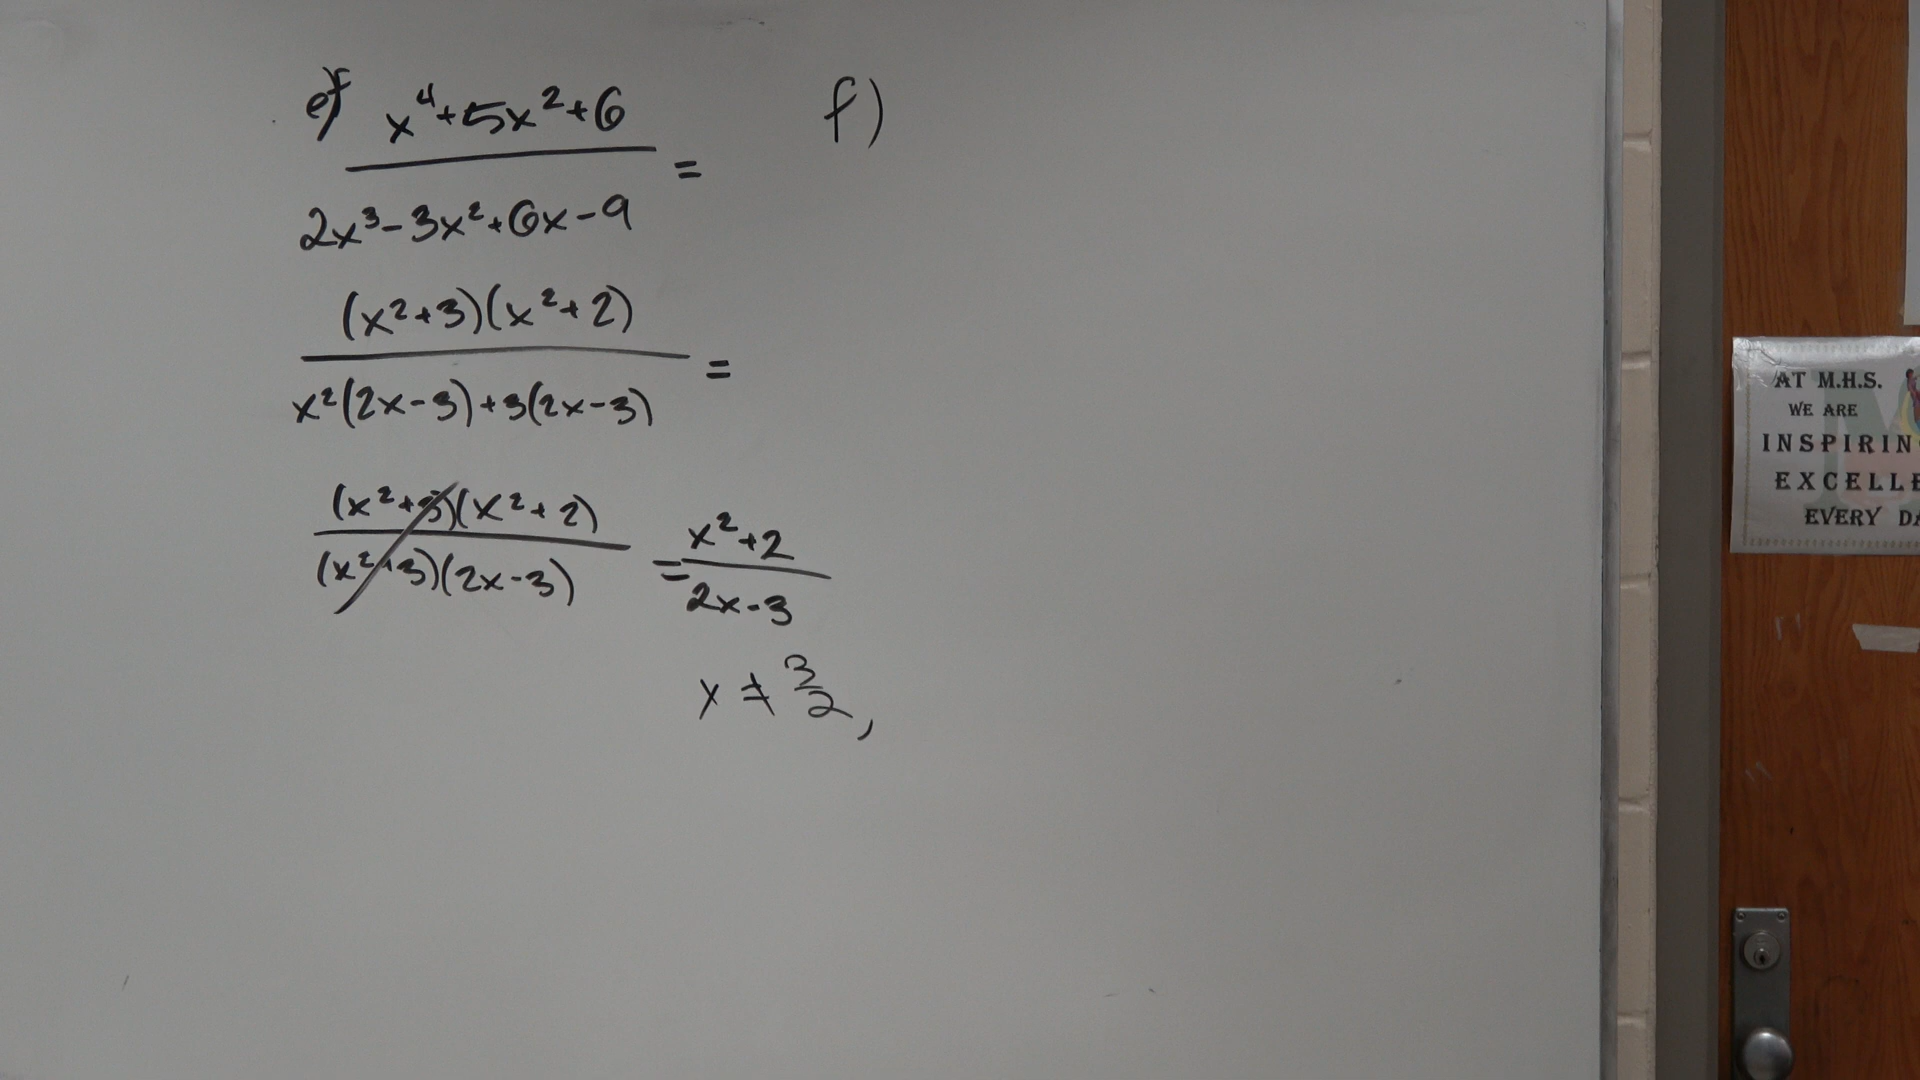 e) x⁴+5x²+6
=
2x³-3x²+6x-9
(x²+3)(x²+2)
=
x²(2x-3)+3(2x-3)
(x²+3)(x²+2)
(x²+3)(2x-3)
= x²+2
2x-3
x ≠ 3/2,
f)
AT M.H.S.
WE ARE
INSPIRIN
EXCELLE
EVERY DA